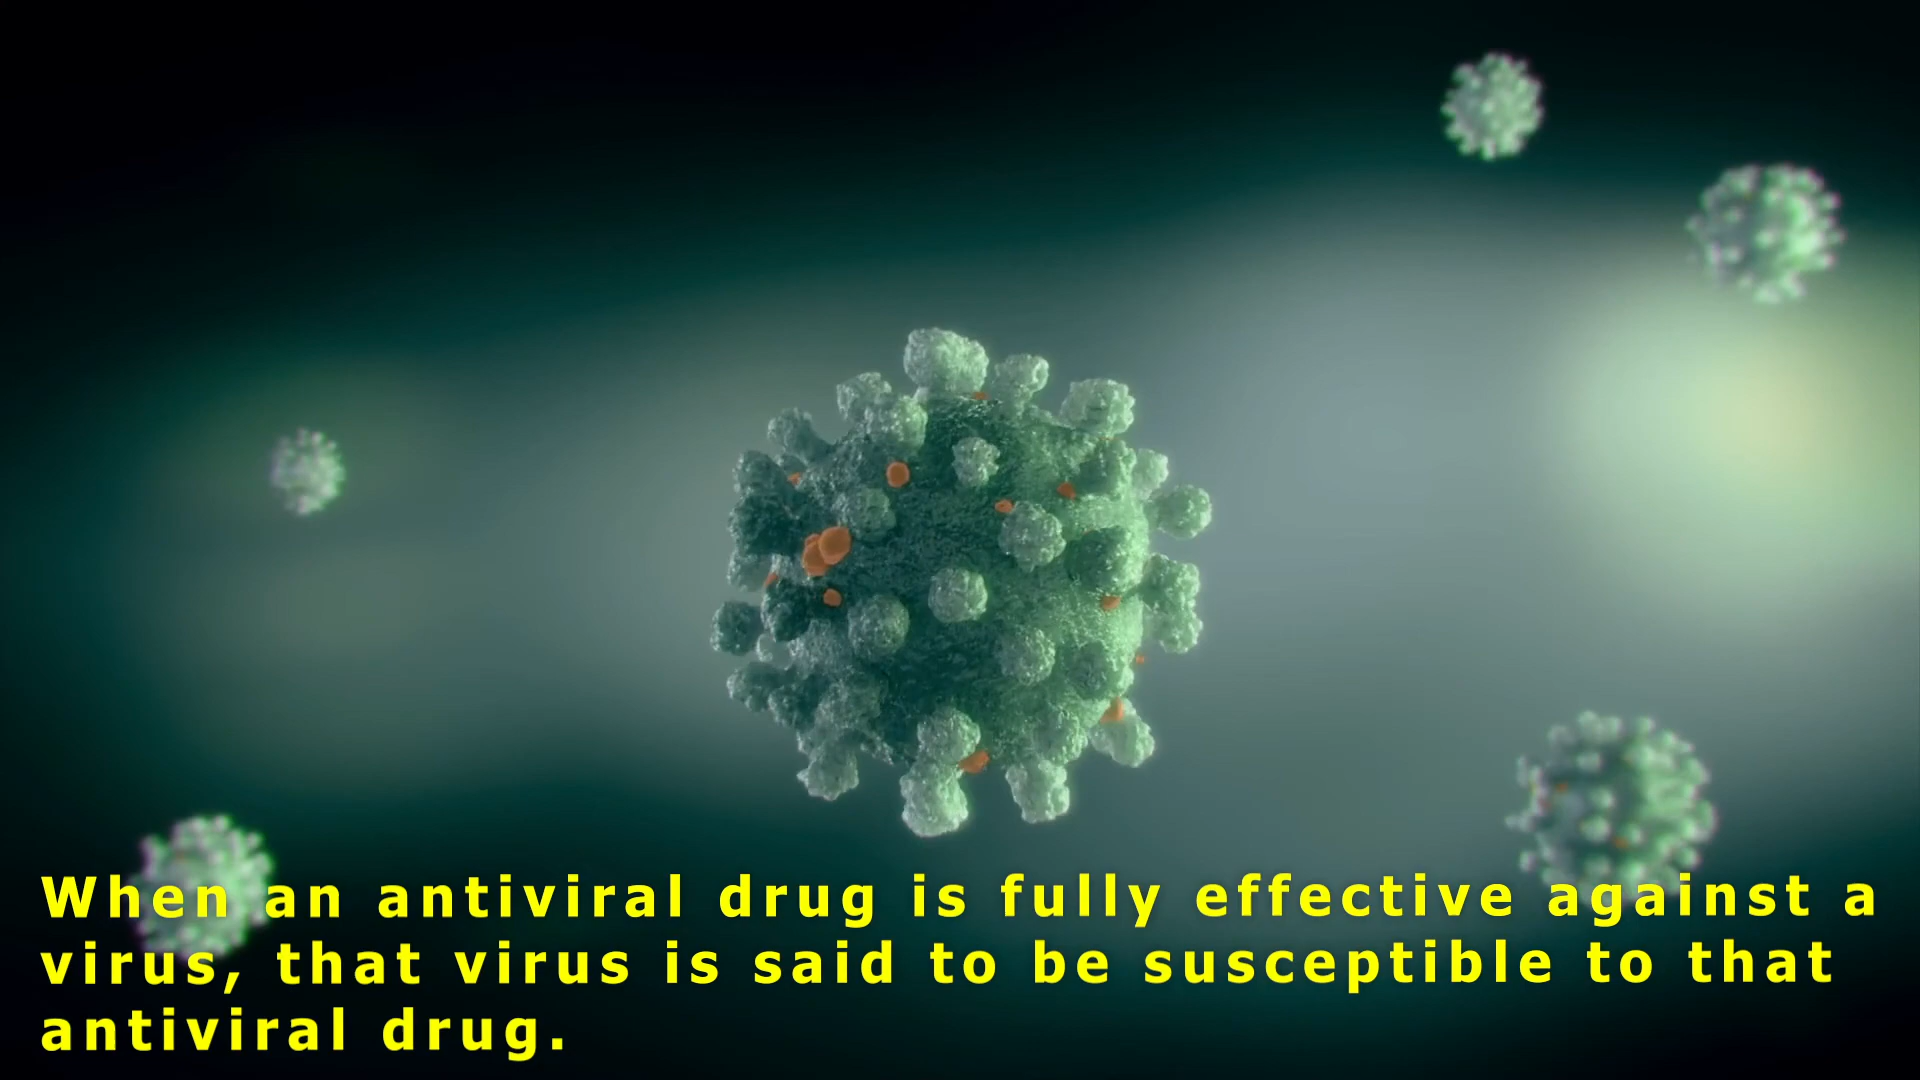 When an antiviral drug is fully effective against a
virus, that virus is said to be susceptible to that
antiviral drug.